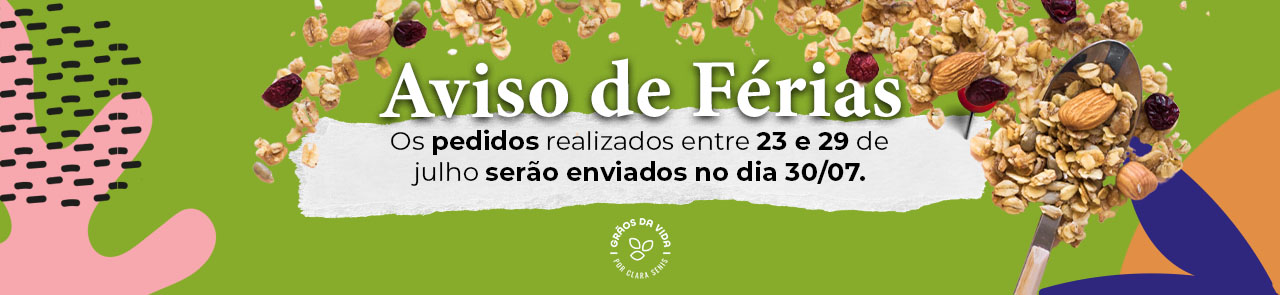 Aviso de Férias
Os pedidos realizados entre 23 e 29 de
julho serão enviados no dia 30/07.
GRÃOS DA VIDA
POR CLARA SENIS